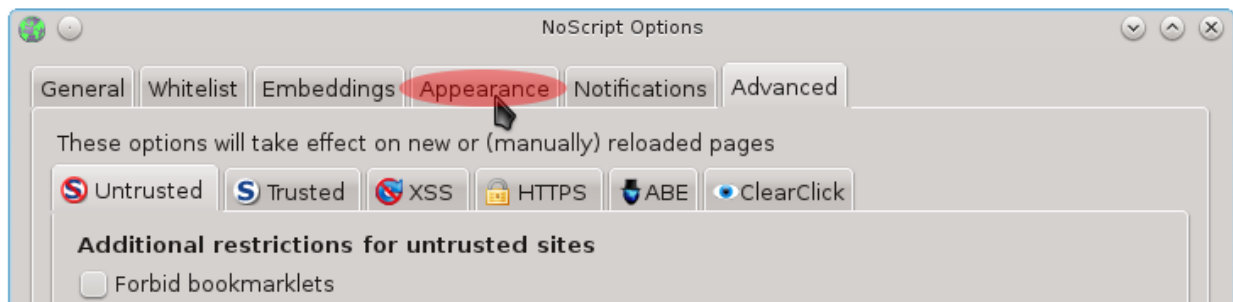 NoScript Options
General Whitelist Embeddings Appearance Notifications Advanced
These options will take effect on new or (manually) reloaded pages
Untrusted Trusted XSS HTTPS ABE ClearClick
Additional restrictions for untrusted sites
Forbid bookmarklets